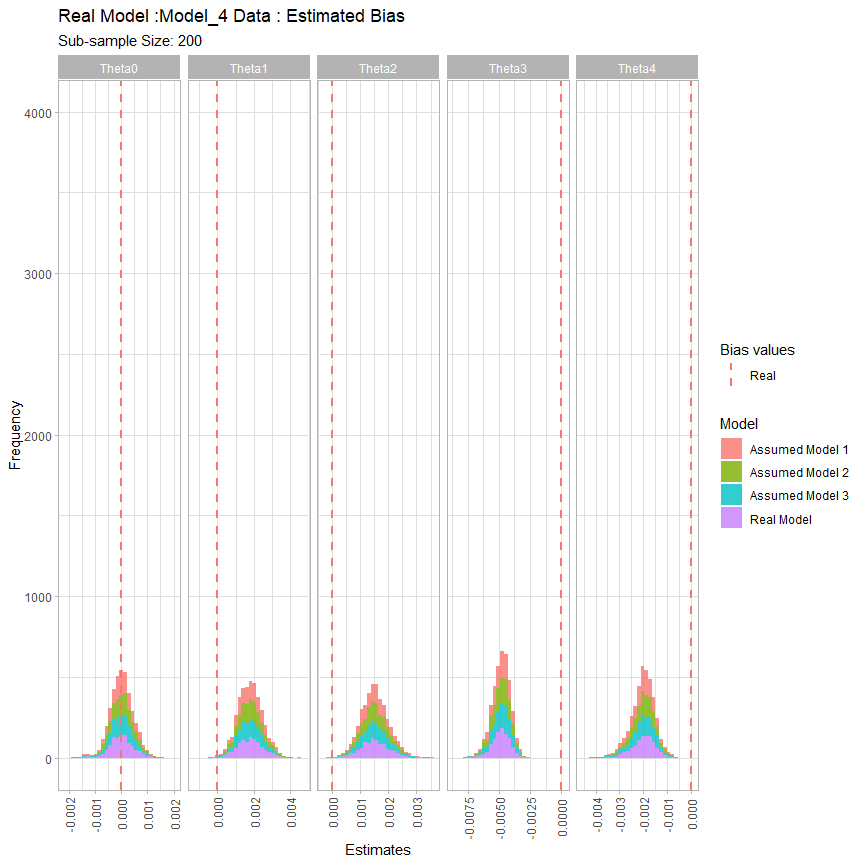 Real Model :Model_4 Data : Estimated Bias
Sub-sample Size: 200
Theta0 Theta1 Theta2 Theta3 Theta4
4000
3000
2000
1000
0
Frequency
-0.002 -0.001 0.000 0.001 0.002 0.000 0.002 0.004 0.000 0.001 0.002 0.003 -0.0075 -0.0050 -0.0025 0.0000 -0.004 -0.003 -0.002 -0.001 0.000
Estimates
Bias values
Real
Model
Assumed Model 1
Assumed Model 2
Assumed Model 3
Real Model